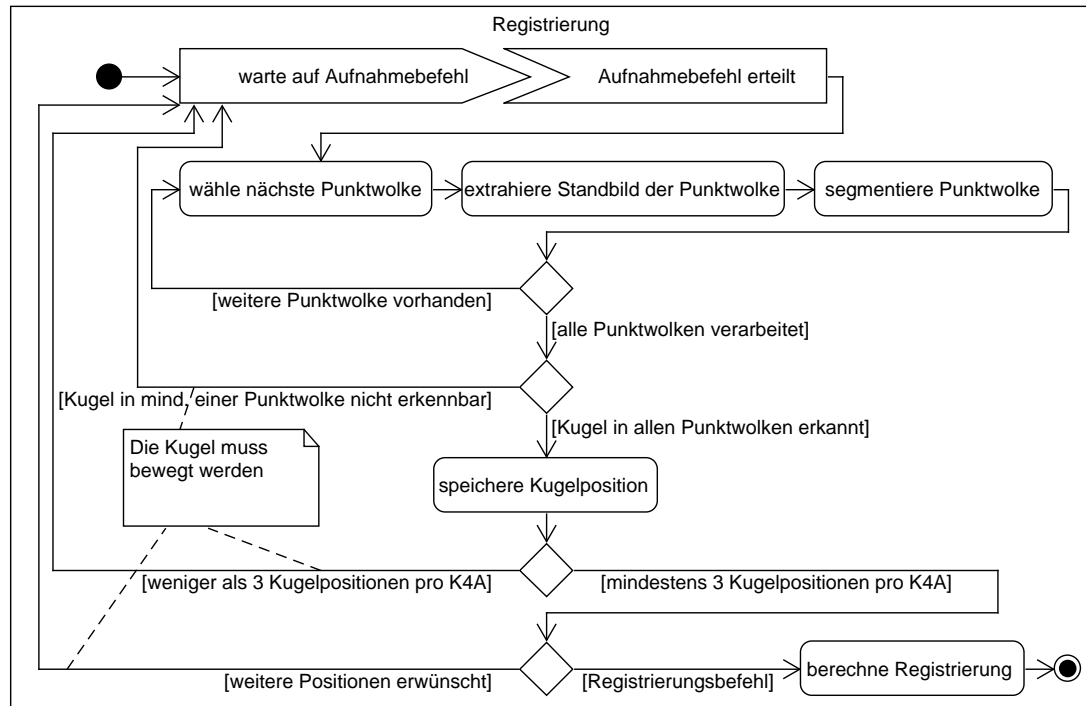 Registrierung
warte auf Aufnahmebefehl
Aufnahmebefehl erteilt
wähle nächste Punktwolke
extrahiere Standbild der Punktwolke
segmentiere Punktwolke
[weitere Punktwolke vorhanden]
[alle Punktwolken verarbeitet]
[Kugel in mind. einer Punktwolke nicht erkennbar]
[Kugel in allen Punktwolken erkannt]
Die Kugel muss
bewegt werden
speichere Kugelposition
[weniger als 3 Kugelpositionen pro K4A]
[mindestens 3 Kugelpositionen pro K4A]
[weitere Positionen erwünscht]
[Registrierungsbefehl]
berechne Registrierung